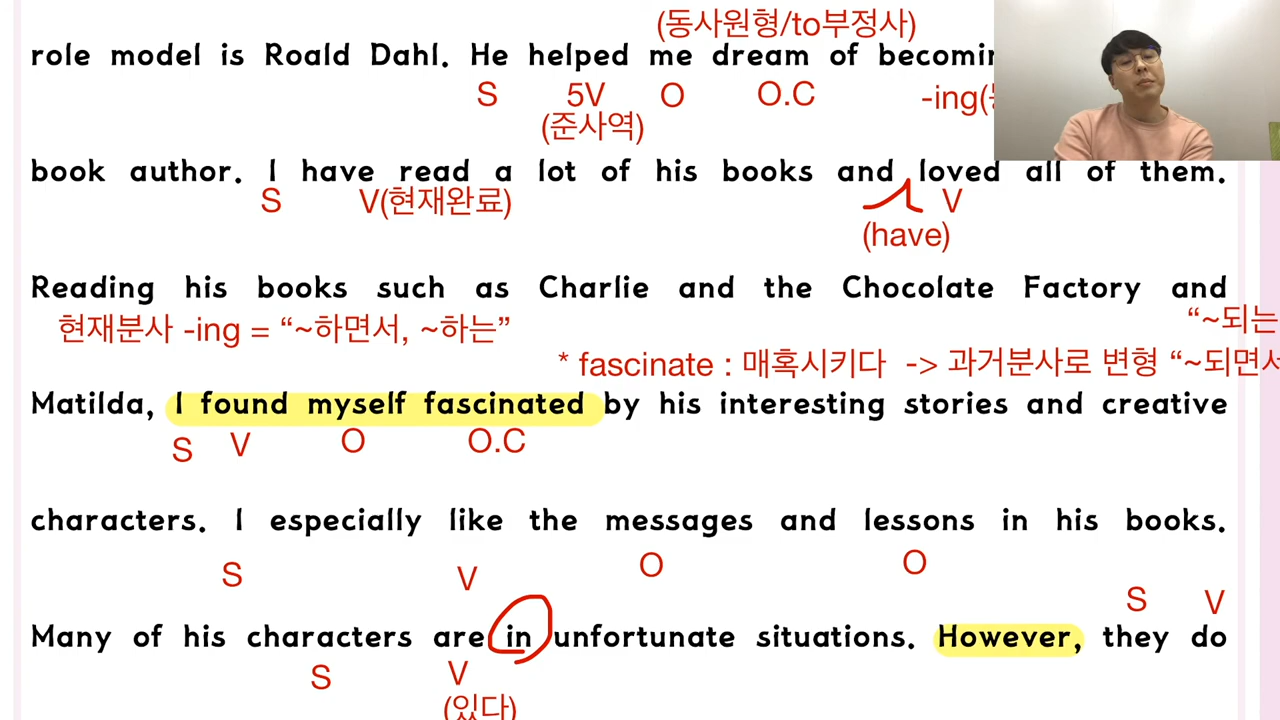 (동사원형/to부정사)
role model is Roald Dahl. He helped me dream of
S 5V O O.C -ing(
(준사역)
book author. I have read a lot of his books and loved all of them.
S V(현재완료) V
(have)
Reading his books such as Charlie and the Chocolate Factory and
현재분사 -ing = “~하면서, ~하는” “~되는
* fascinate : 매혹시키다 -> 과거분사로 변형 “~되면서
Matilda, I found myself fascinated by his interesting stories and creative
S V O O.C
characters. I especially like the messages and lessons in his books.
S V O O
S V
Many of his characters are in unfortunate situations. However, they do
S V
(있다)